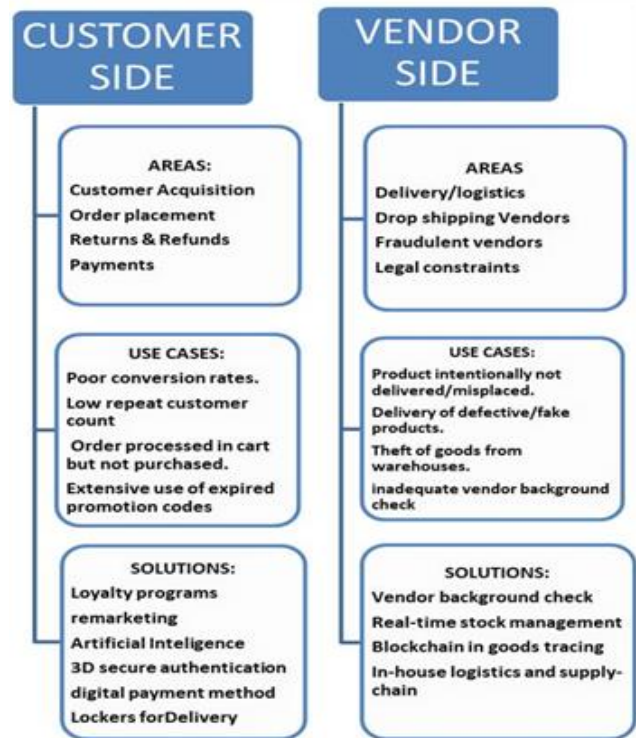 CUSTOMER
SIDE
AREAS:
Customer Acquisition
Order placement
Returns & Refunds
Payments
USE CASES:
Poor conversion rates.
Low repeat customer
count
Order processed in cart
but not purchased.
Extensive use of expired
promotion codes
SOLUTIONS:
Loyalty programs
remarketing
Artificial Inteligence
3D secure authentication
digital payment method
Lockers forDelivery
VENDOR
SIDE
AREAS
Delivery/logistics
Drop shipping Vendors
Fraudulent vendors
Legal constraints
USE CASES:
Product intentionally not
delivered/misplaced.
Delivery of defective/fake
products.
Theft of goods from
warehouses.
inadequate vendor background
check
SOLUTIONS:
Vendor background check
Real-time stock management
Blockchain in goods tracing
In-house logistics and supply-
chain